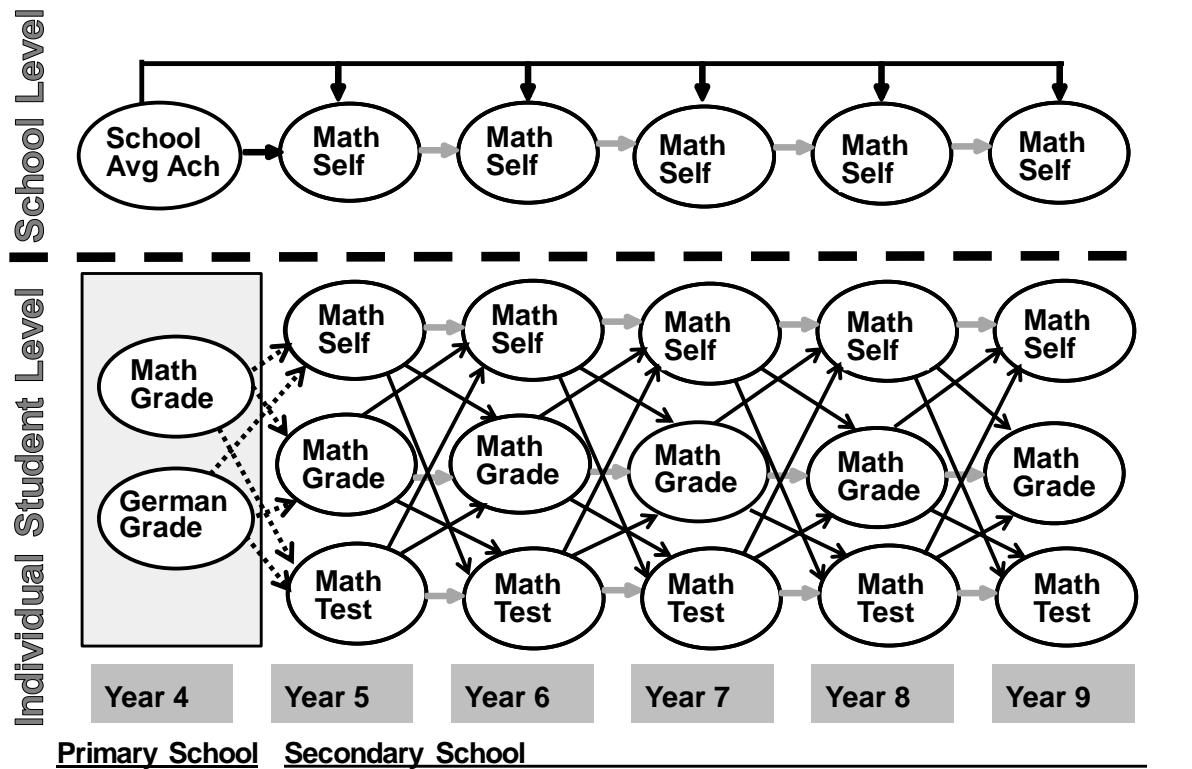 School Level
School
Avg Ach
Math
Self
Math
Self
Math
Self
Math
Self
Math
Self
Individual Student Level
Math
Grade
German
Grade
Math
Self
Math
Self
Math
Self
Math
Self
Math
Self
Math
Grade
Math
Grade
Math
Grade
Math
Grade
Math
Grade
Math
Test
Math
Test
Math
Test
Math
Test
Math
Test
Year 4
Year 5
Year 6
Year 7
Year 8
Year 9
Primary School
Secondary School